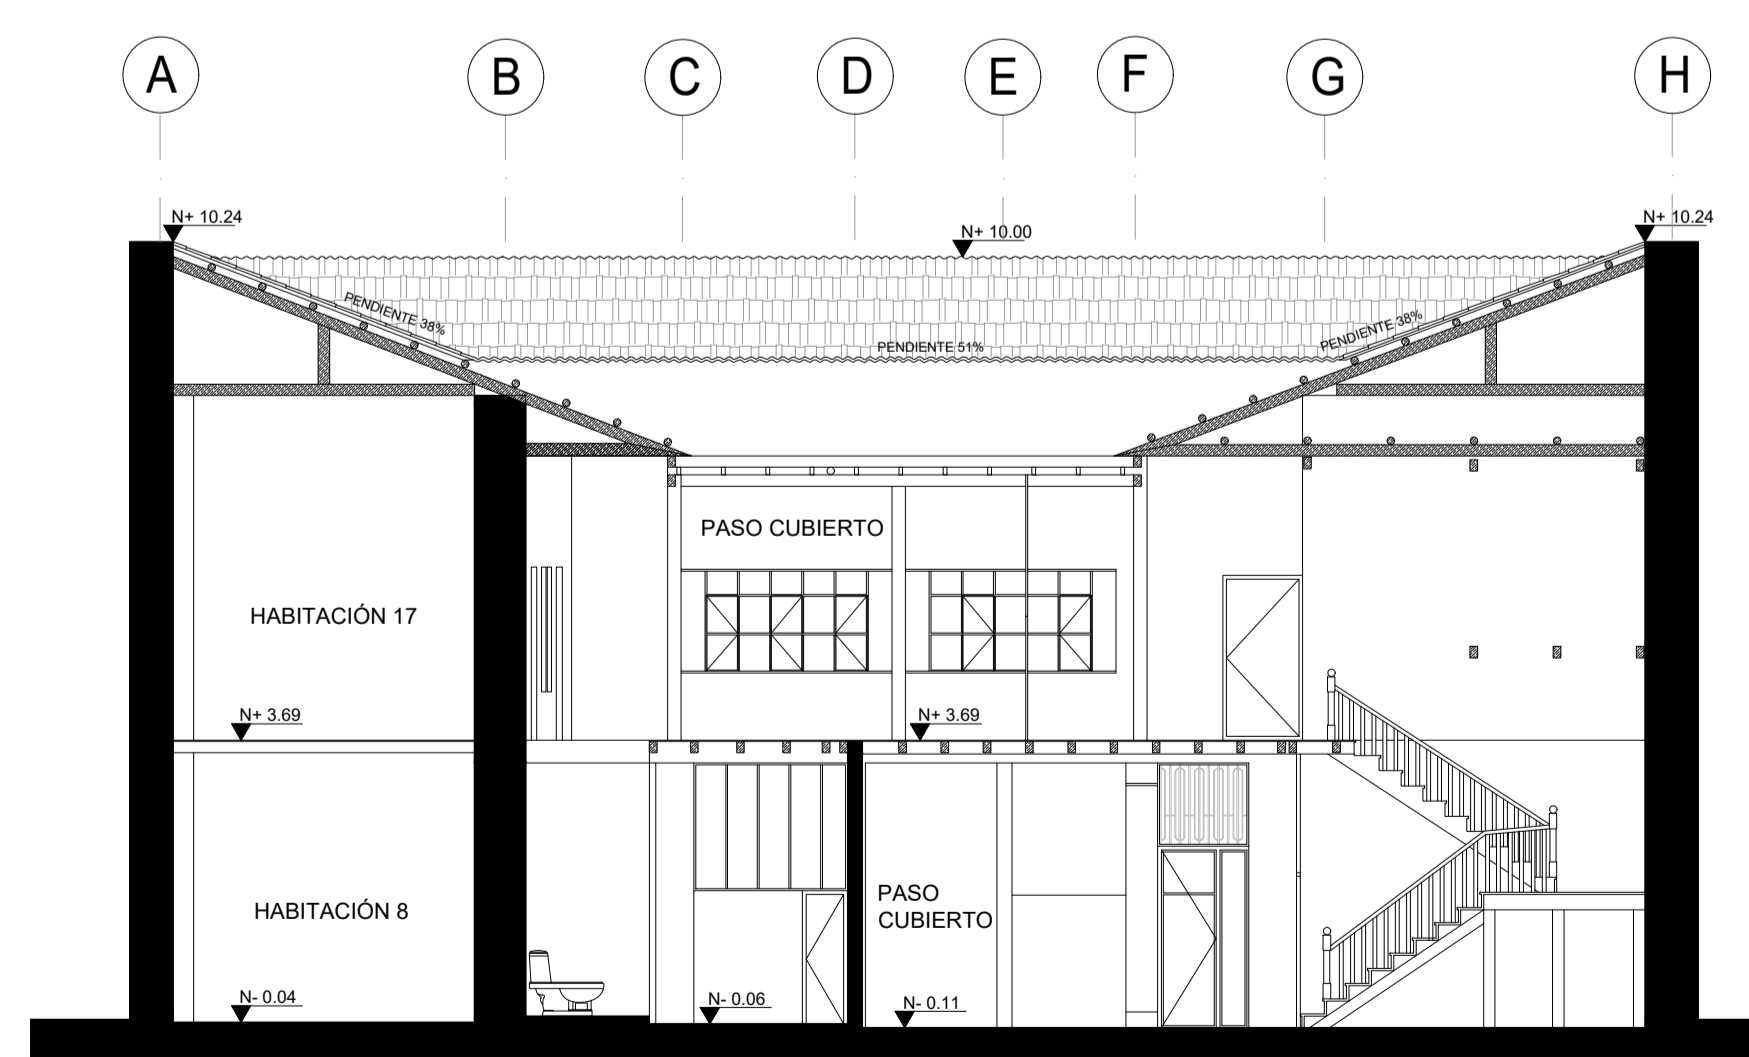 A B C D E F G H
N+ 10.24
N+ 10.00
N+ 10.24
PENDIENTE 38%
PENDIENTE 51%
PENDIENTE 38%
PASO CUBIERTO
HABITACIÓN 17
N+ 3.69
N+ 3.69
PASO
CUBIERTO
HABITACIÓN 8
N- 0.04
N- 0.06
N- 0.11